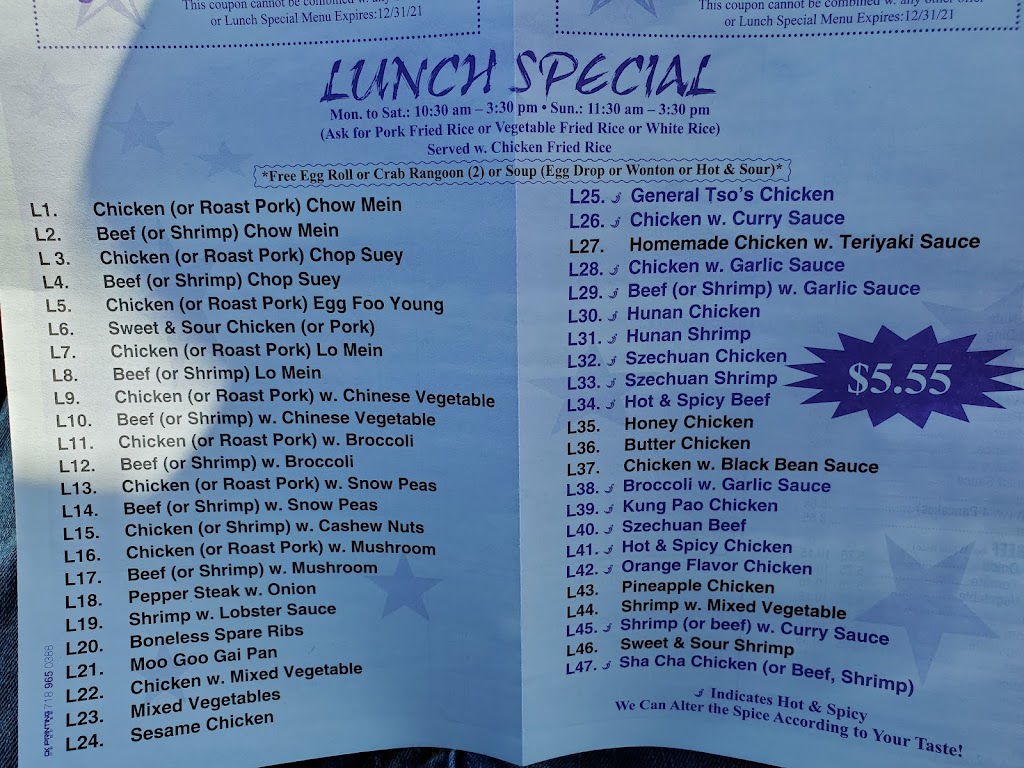 This coupon cannot be combined w. any
or Lunch Special Menu Expires:12/31/21
This coupon cannot be combined w. any other offer
or Lunch Special Menu Expires:12/31/21
LUNCH SPECIAL
Mon. to Sat.: 10:30 am – 3:30 pm • Sun.: 11:30 am – 3:30 pm
(Ask for Pork Fried Rice or Vegetable Fried Rice or White Rice)
Served w. Chicken Fried Rice
*Free Egg Roll or Crab Rangoon (2) or Soup (Egg Drop or Wonton or Hot & Sour)*
L1. Chicken (or Roast Pork) Chow Mein
L2. Beef (or Shrimp) Chow Mein
L 3. Chicken (or Roast Pork) Chop Suey
L4. Beef (or Shrimp) Chop Suey
L5. Chicken (or Roast Pork) Egg Foo Young
L6. Sweet & Sour Chicken (or Pork)
L7. Chicken (or Roast Pork) Lo Mein
L8. Beef (or Shrimp) Lo Mein
L9. Chicken (or Roast Pork) w. Chinese Vegetable
L10. Beef (or Shrimp) w. Chinese Vegetable
L11. Chicken (or Roast Pork) w. Broccoli
L12. Beef (or Shrimp) w. Broccoli
L13. Chicken (or Roast Pork) w. Snow Peas
L14. Beef (or Shrimp) w. Snow Peas
L15. Chicken (or Shrimp) w. Cashew Nuts
L16. Chicken (or Roast Pork) w. Mushroom
L17. Beef (or Shrimp) w. Mushroom
L18. Pepper Steak w. Onion
L19. Shrimp w. Lobster Sauce
L20. Boneless Spare Ribs
L21. Moo Goo Gai Pan
L22. Chicken w. Mixed Vegetable
L23. Mixed Vegetables
L24. Sesame Chicken
L25. General Tso's Chicken
L26. Chicken w. Curry Sauce
L27. Homemade Chicken w. Teriyaki Sauce
L28. Chicken w. Garlic Sauce
L29. Beef (or Shrimp) w. Garlic Sauce
L30. Hunan Chicken
L31. Hunan Shrimp
L32. Szechuan Chicken
L33. Szechuan Shrimp
L34. Hot & Spicy Beef
L35. Honey Chicken
L36. Butter Chicken
L37. Chicken w. Black Bean Sauce
L38. Broccoli w. Garlic Sauce
L39. Kung Pao Chicken
L40. Szechuan Beef
L41. Hot & Spicy Chicken
L42. Orange Flavor Chicken
L43. Pineapple Chicken
L44. Shrimp w. Mixed Vegetable
L45. Shrimp (or beef) w. Curry Sauce
L46. Sweet & Sour Shrimp
L47. Sha Cha Chicken (or Beef, Shrimp)
$5.55
Indicates Hot & Spicy
We Can Alter the Spice According to Your Taste!
CK PRINTING 718 965 0388